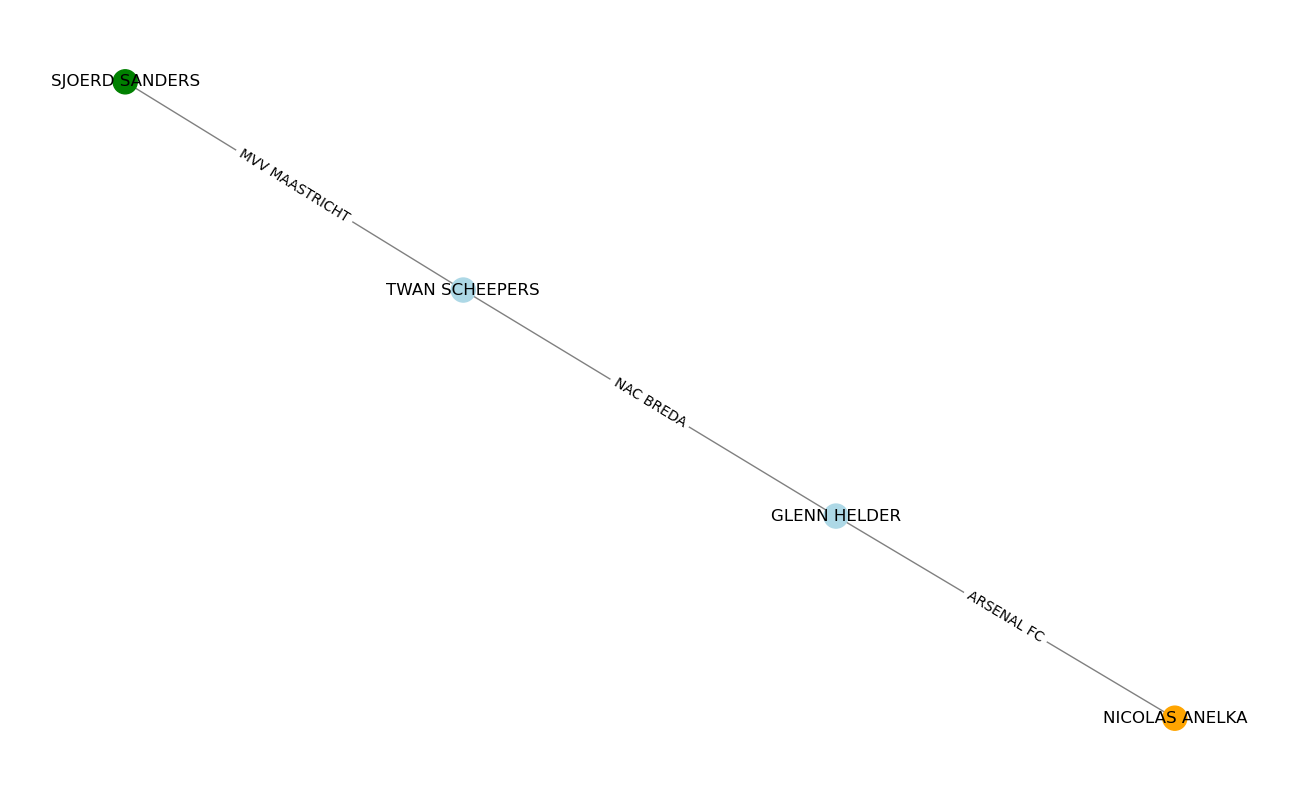 SJOERD SANDERS
MVV MAASTRICHT
TWAN SCHEEPERS
NAC BREDA
GLENN HELDER
ARSENAL FC
NICOLAS ANELKA